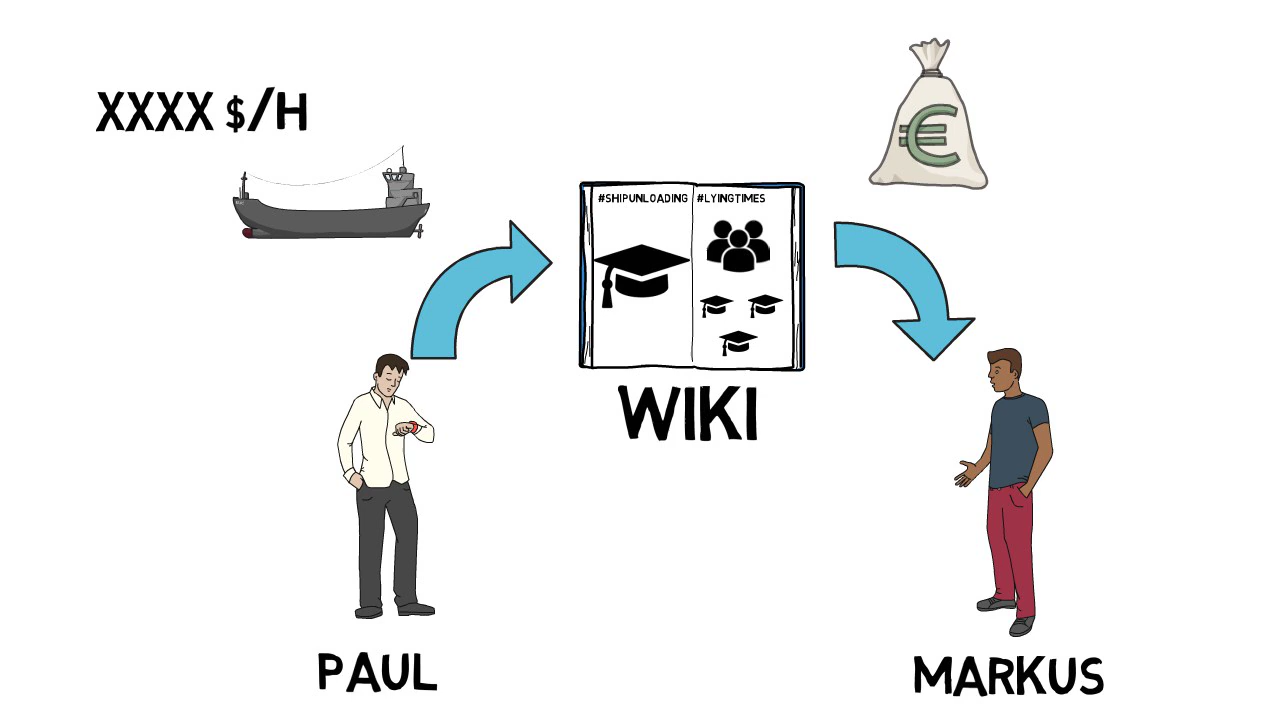 XXXX $/H
#SHIPUNLOADING
#LYINGTIMES
€
WIKI
PAUL
MARKUS